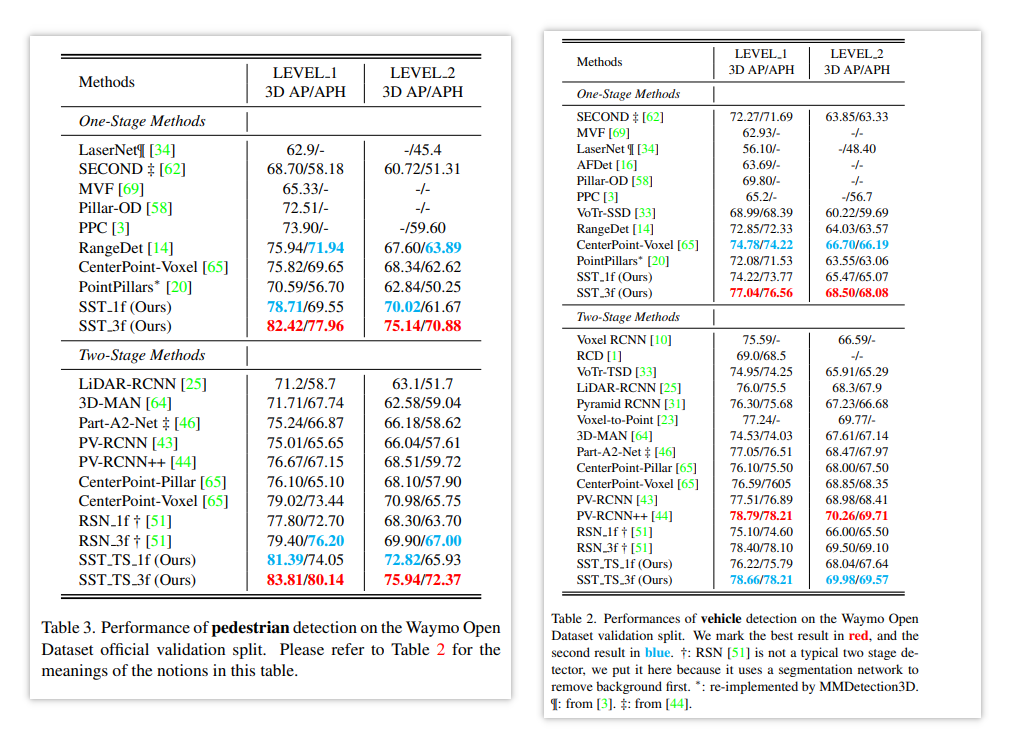 Methods LEVEL_1 LEVEL_2
3D AP/APH 3D AP/APH
One-Stage Methods
LaserNet¶ [34] 62.9/- -/45.4
SECOND ‡ [62] 68.70/58.18 60.72/51.31
MVF [69] 65.33/- -/-
Pillar-OD [58] 72.51/- -/-
PPC [3] 73.90/- -/59.60
RangeDet [14] 75.94/71.94 67.60/63.89
CenterPoint-Voxel [65] 75.82/69.65 68.34/62.62
PointPillars* [20] 70.59/56.70 62.84/50.25
SST_1f (Ours) 78.71/69.55 70.02/61.67
SST_3f (Ours) 82.42/77.96 75.14/70.88
Two-Stage Methods
LiDAR-RCNN [25] 71.2/58.7 63.1/51.7
3D-MAN [64] 71.71/67.74 62.58/59.04
Part-A2-Net ‡ [46] 75.24/66.87 66.18/58.62
PV-RCNN [43] 75.01/65.65 66.04/57.61
PV-RCNN++ [44] 76.67/67.15 68.51/59.72
CenterPoint-Pillar [65] 76.10/65.10 68.10/57.90
CenterPoint-Voxel [65] 79.02/73.44 70.98/65.75
RSN_1f † [51] 77.80/72.70 68.30/63.70
RSN_3f † [51] 79.40/76.20 69.90/67.00
SST_TS_1f (Ours) 81.39/74.05 72.82/65.93
SST_TS_3f (Ours) 83.81/80.14 75.94/72.37
Table 3. Performance of pedestrian detection on the Waymo Open
Dataset official validation split. Please refer to Table 2 for the
meanings of the notions in this table.
Methods LEVEL_1 LEVEL_2
3D AP/APH 3D AP/APH
One-Stage Methods
SECOND ‡ [62] 72.27/71.69 63.85/63.33
MVF [69] 62.93/- -/-
LaserNet ¶ [34] 56.10/- -/48.40
AFDet [16] 63.69/- -/-
Pillar-OD [58] 69.80/- -/-
PPC [3] 65.2/- -/56.7
VoTr-SSD [33] 68.99/68.39 60.22/59.69
RangeDet [14] 72.85/72.33 64.03/63.57
CenterPoint-Voxel [65] 74.78/74.22 66.70/66.19
PointPillars* [20] 72.08/71.53 63.55/63.06
SST_1f (Ours) 74.22/73.77 65.47/65.07
SST_3f (Ours) 77.04/76.56 68.50/68.08
Two-Stage Methods
Voxel RCNN [10] 75.59/- 66.59/-
RCD [1] 69.0/68.5 -/-
VoTr-TSD [33] 74.95/74.25 65.91/65.29
LiDAR-RCNN [25] 76.0/75.5 68.3/67.9
Pyramid RCNN [31] 76.30/75.68 67.23/66.68
Voxel-to-Point [23] 77.24/- 69.77/-
3D-MAN [64] 74.53/74.03 67.61/67.14
Part-A2-Net ‡ [46] 77.05/76.51 68.47/67.97
CenterPoint-Pillar [65] 76.10/75.50 68.00/67.50
CenterPoint-Voxel [65] 76.59/7605 68.85/68.35
PV-RCNN [43] 77.51/76.89 68.98/68.41
PV-RCNN++ [44] 78.79/78.21 70.26/69.71
RSN_1f † [51] 75.10/74.60 66.00/65.50
RSN_3f † [51] 78.40/78.10 69.50/69.10
SST_TS_1f (Ours) 76.22/75.79 68.04/67.64
SST_TS_3f (Ours) 78.66/78.21 69.98/69.57
Table 2. Performances of vehicle detection on the Waymo Open
Dataset validation split. We mark the best result in red, and the
second result in blue. †: RSN [51] is not a typical two stage de-
tector, we put it here because it uses a segmentation network to
remove background first. *: re-implemented by MMDetection3D.
¶: from [3]. ‡: from [44].